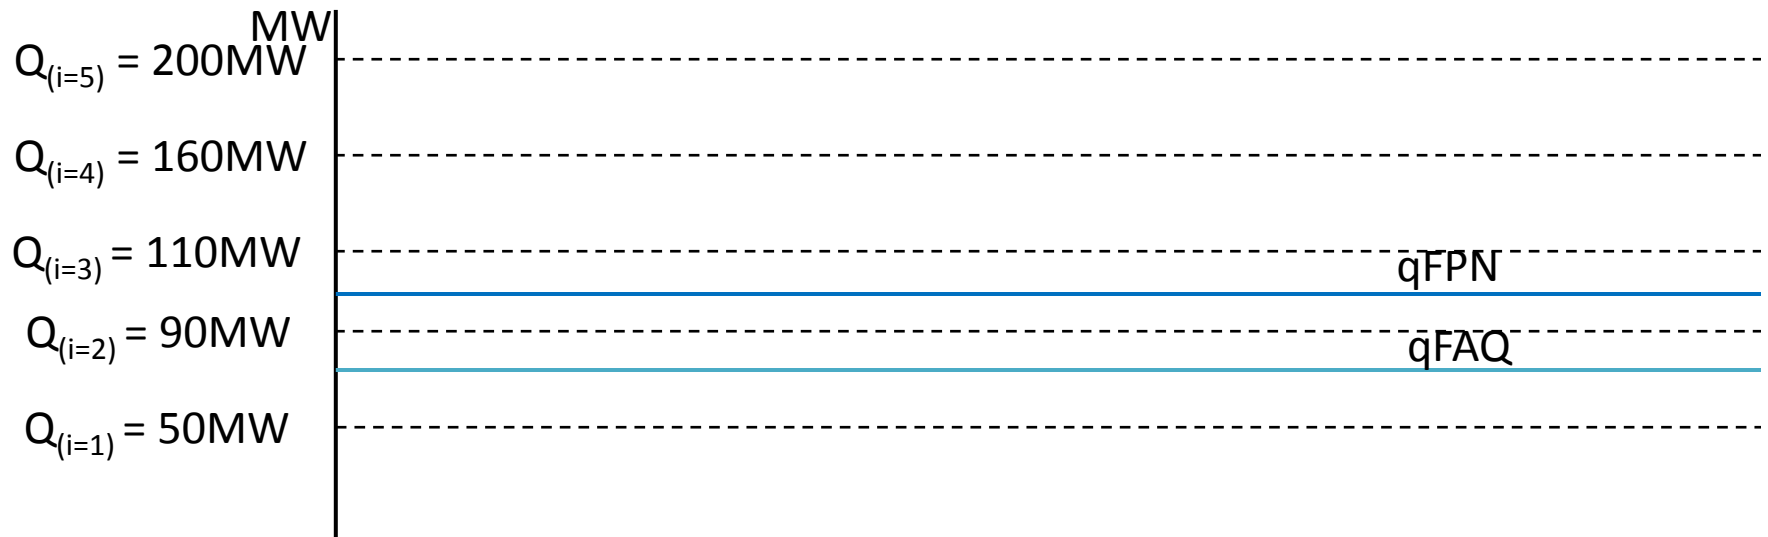 MW
Q(i=5) = 200MW
Q(i=4) = 160MW
Q(i=3) = 110MW
qFPN
Q(i=2) = 90MW
qFAQ
Q(i=1) = 50MW